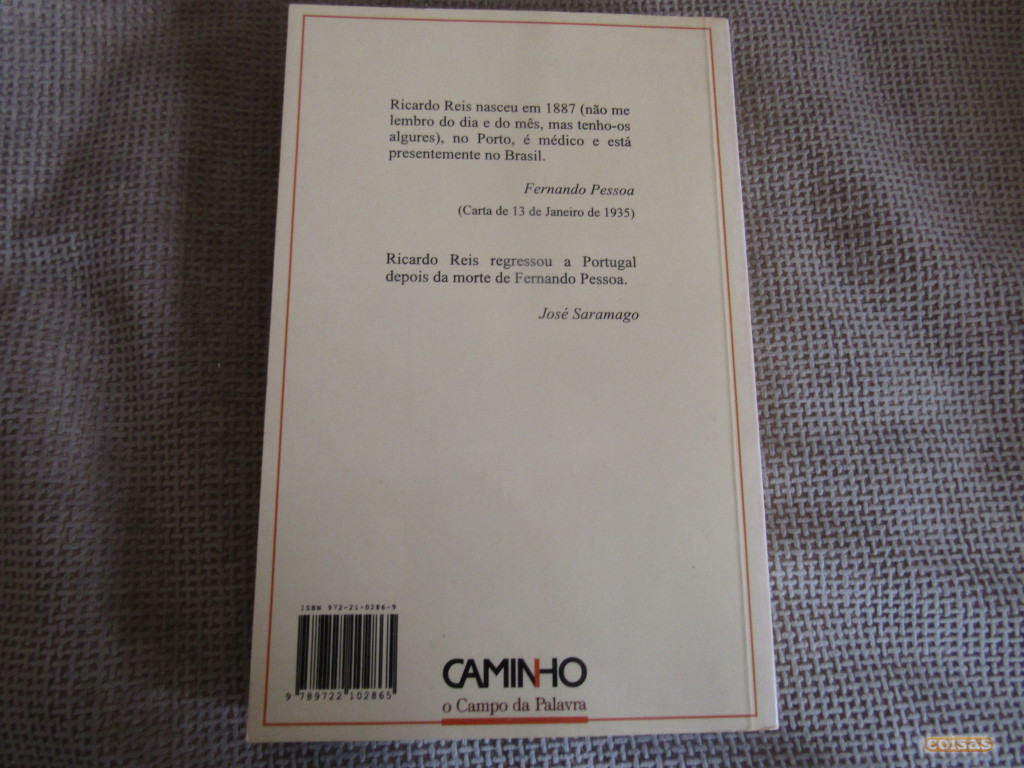 Ricardo Reis nasceu em 1887 (não me
lembro do dia e do mês, mas tenho-os
algures), no Porto, é médico e está
presentemente no Brasil.
Fernando Pessoa
(Carta de 13 de Janeiro de 1935)
Ricardo Reis regressou a Portugal
depois da morte de Fernando Pessoa.
José Saramago
ISBN 972-21-0286-9
9 789722 102865
CAMINHO
o Campo da Palavra
coisas